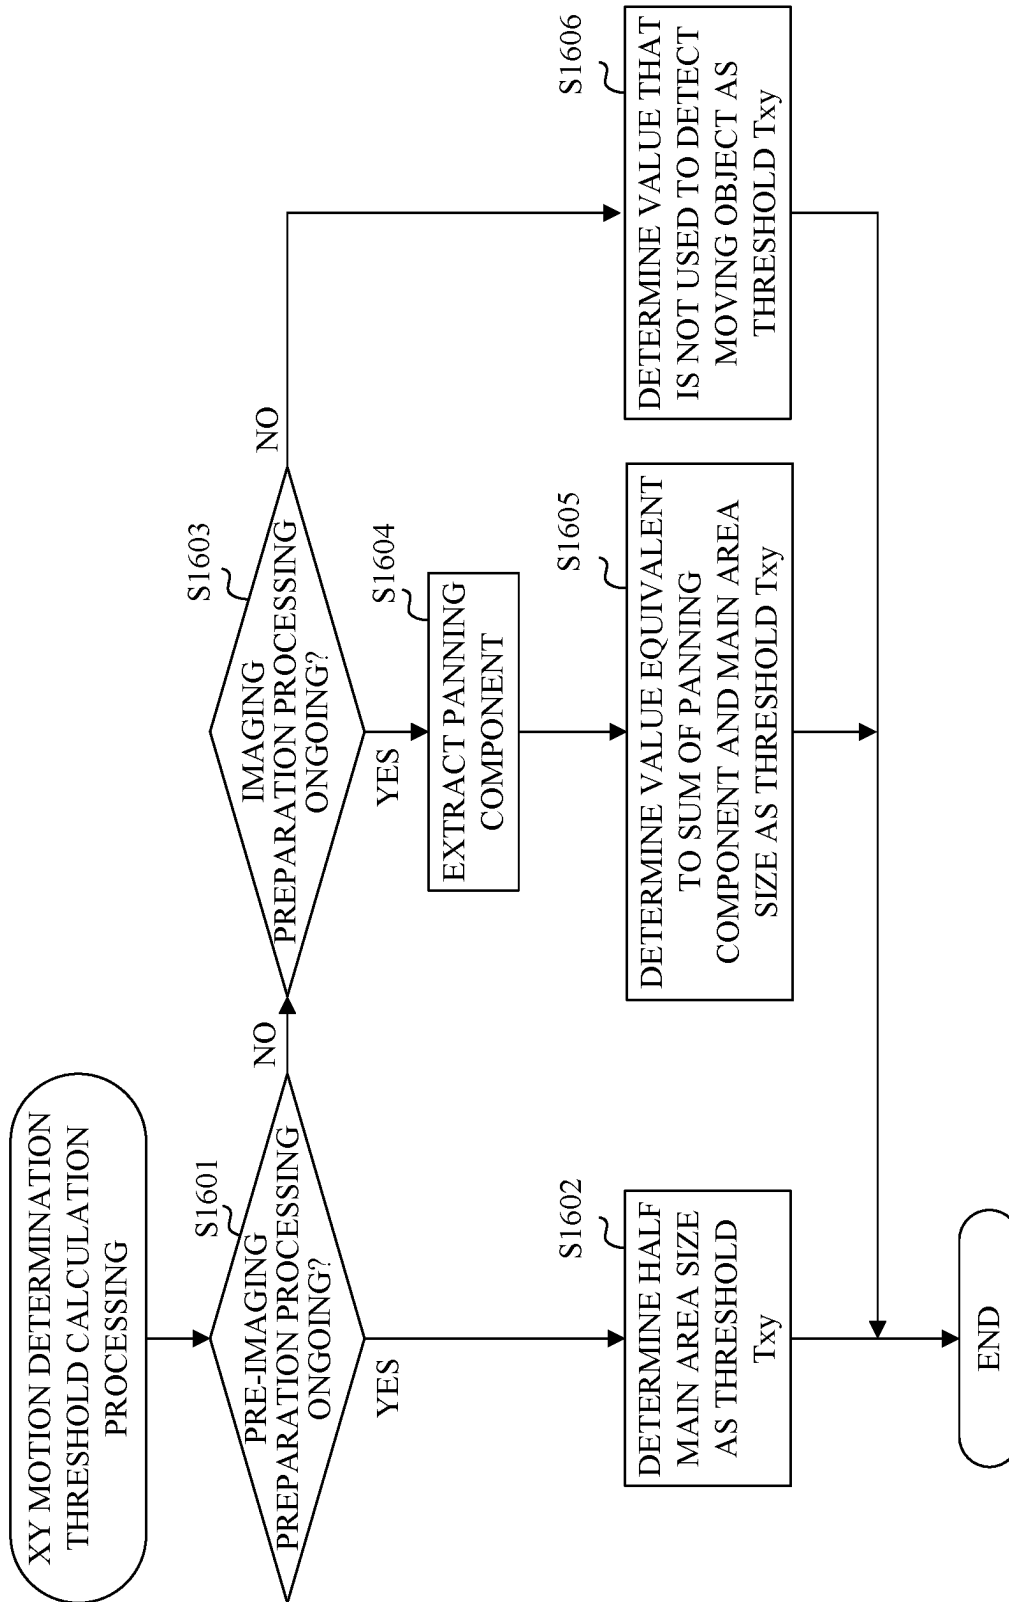 XY MOTION DETERMINATION
THRESHOLD CALCULATION
PROCESSING
S1601
PRE-IMAGING
PREPARATION PROCESSING
ONGOING?
NO
YES
S1602
DETERMINE HALF
MAIN AREA SIZE
AS THRESHOLD
Txy
S1603
IMAGING
PREPARATION PROCESSING
ONGOING?
NO
YES
S1604
EXTRACT PANNING
COMPONENT
S1605
DETERMINE VALUE EQUIVALENT
TO SUM OF PANNING
COMPONENT AND MAIN AREA
SIZE AS THRESHOLD Txy
S1606
DETERMINE VALUE THAT
IS NOT USED TO DETECT
MOVING OBJECT AS
THRESHOLD Txy
END